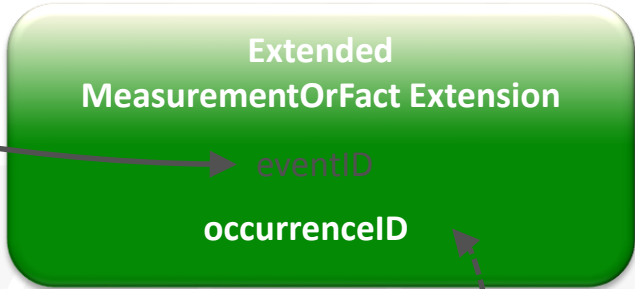 Extended
MeasurementOrFact Extension
eventID
occurrenceID